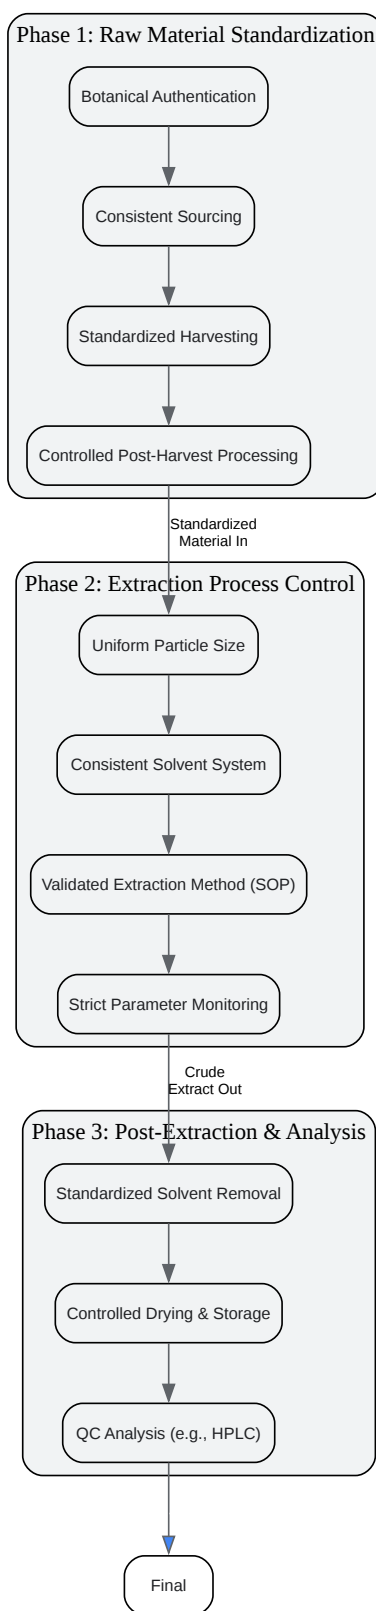 Phase 1: Raw Material Standardization
Botanical Authentication
Consistent Sourcing
Standardized Harvesting
Controlled Post-Harvest Processing
Standardized
Material In
Phase 2: Extraction Process Control
Uniform Particle Size
Consistent Solvent System
Validated Extraction Method (SOP)
Strict Parameter Monitoring
Crude
Extract Out
Phase 3: Post-Extraction & Analysis
Standardized Solvent Removal
Controlled Drying & Storage
QC Analysis (e.g., HPLC)
Final